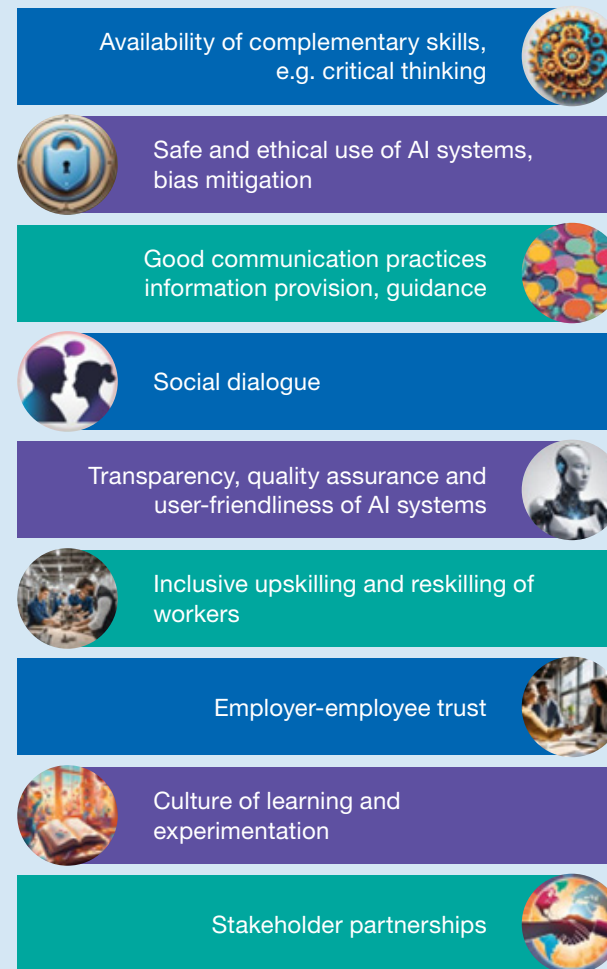 Availability of complementary skills,
e.g. critical thinking
Safe and ethical use of AI systems,
bias mitigation
Good communication practices
information provision, guidance
Social dialogue
Transparency, quality assurance and
user-friendliness of AI systems
Inclusive upskilling and reskilling of
workers
Employer-employee trust
Culture of learning and
experimentation
Stakeholder partnerships